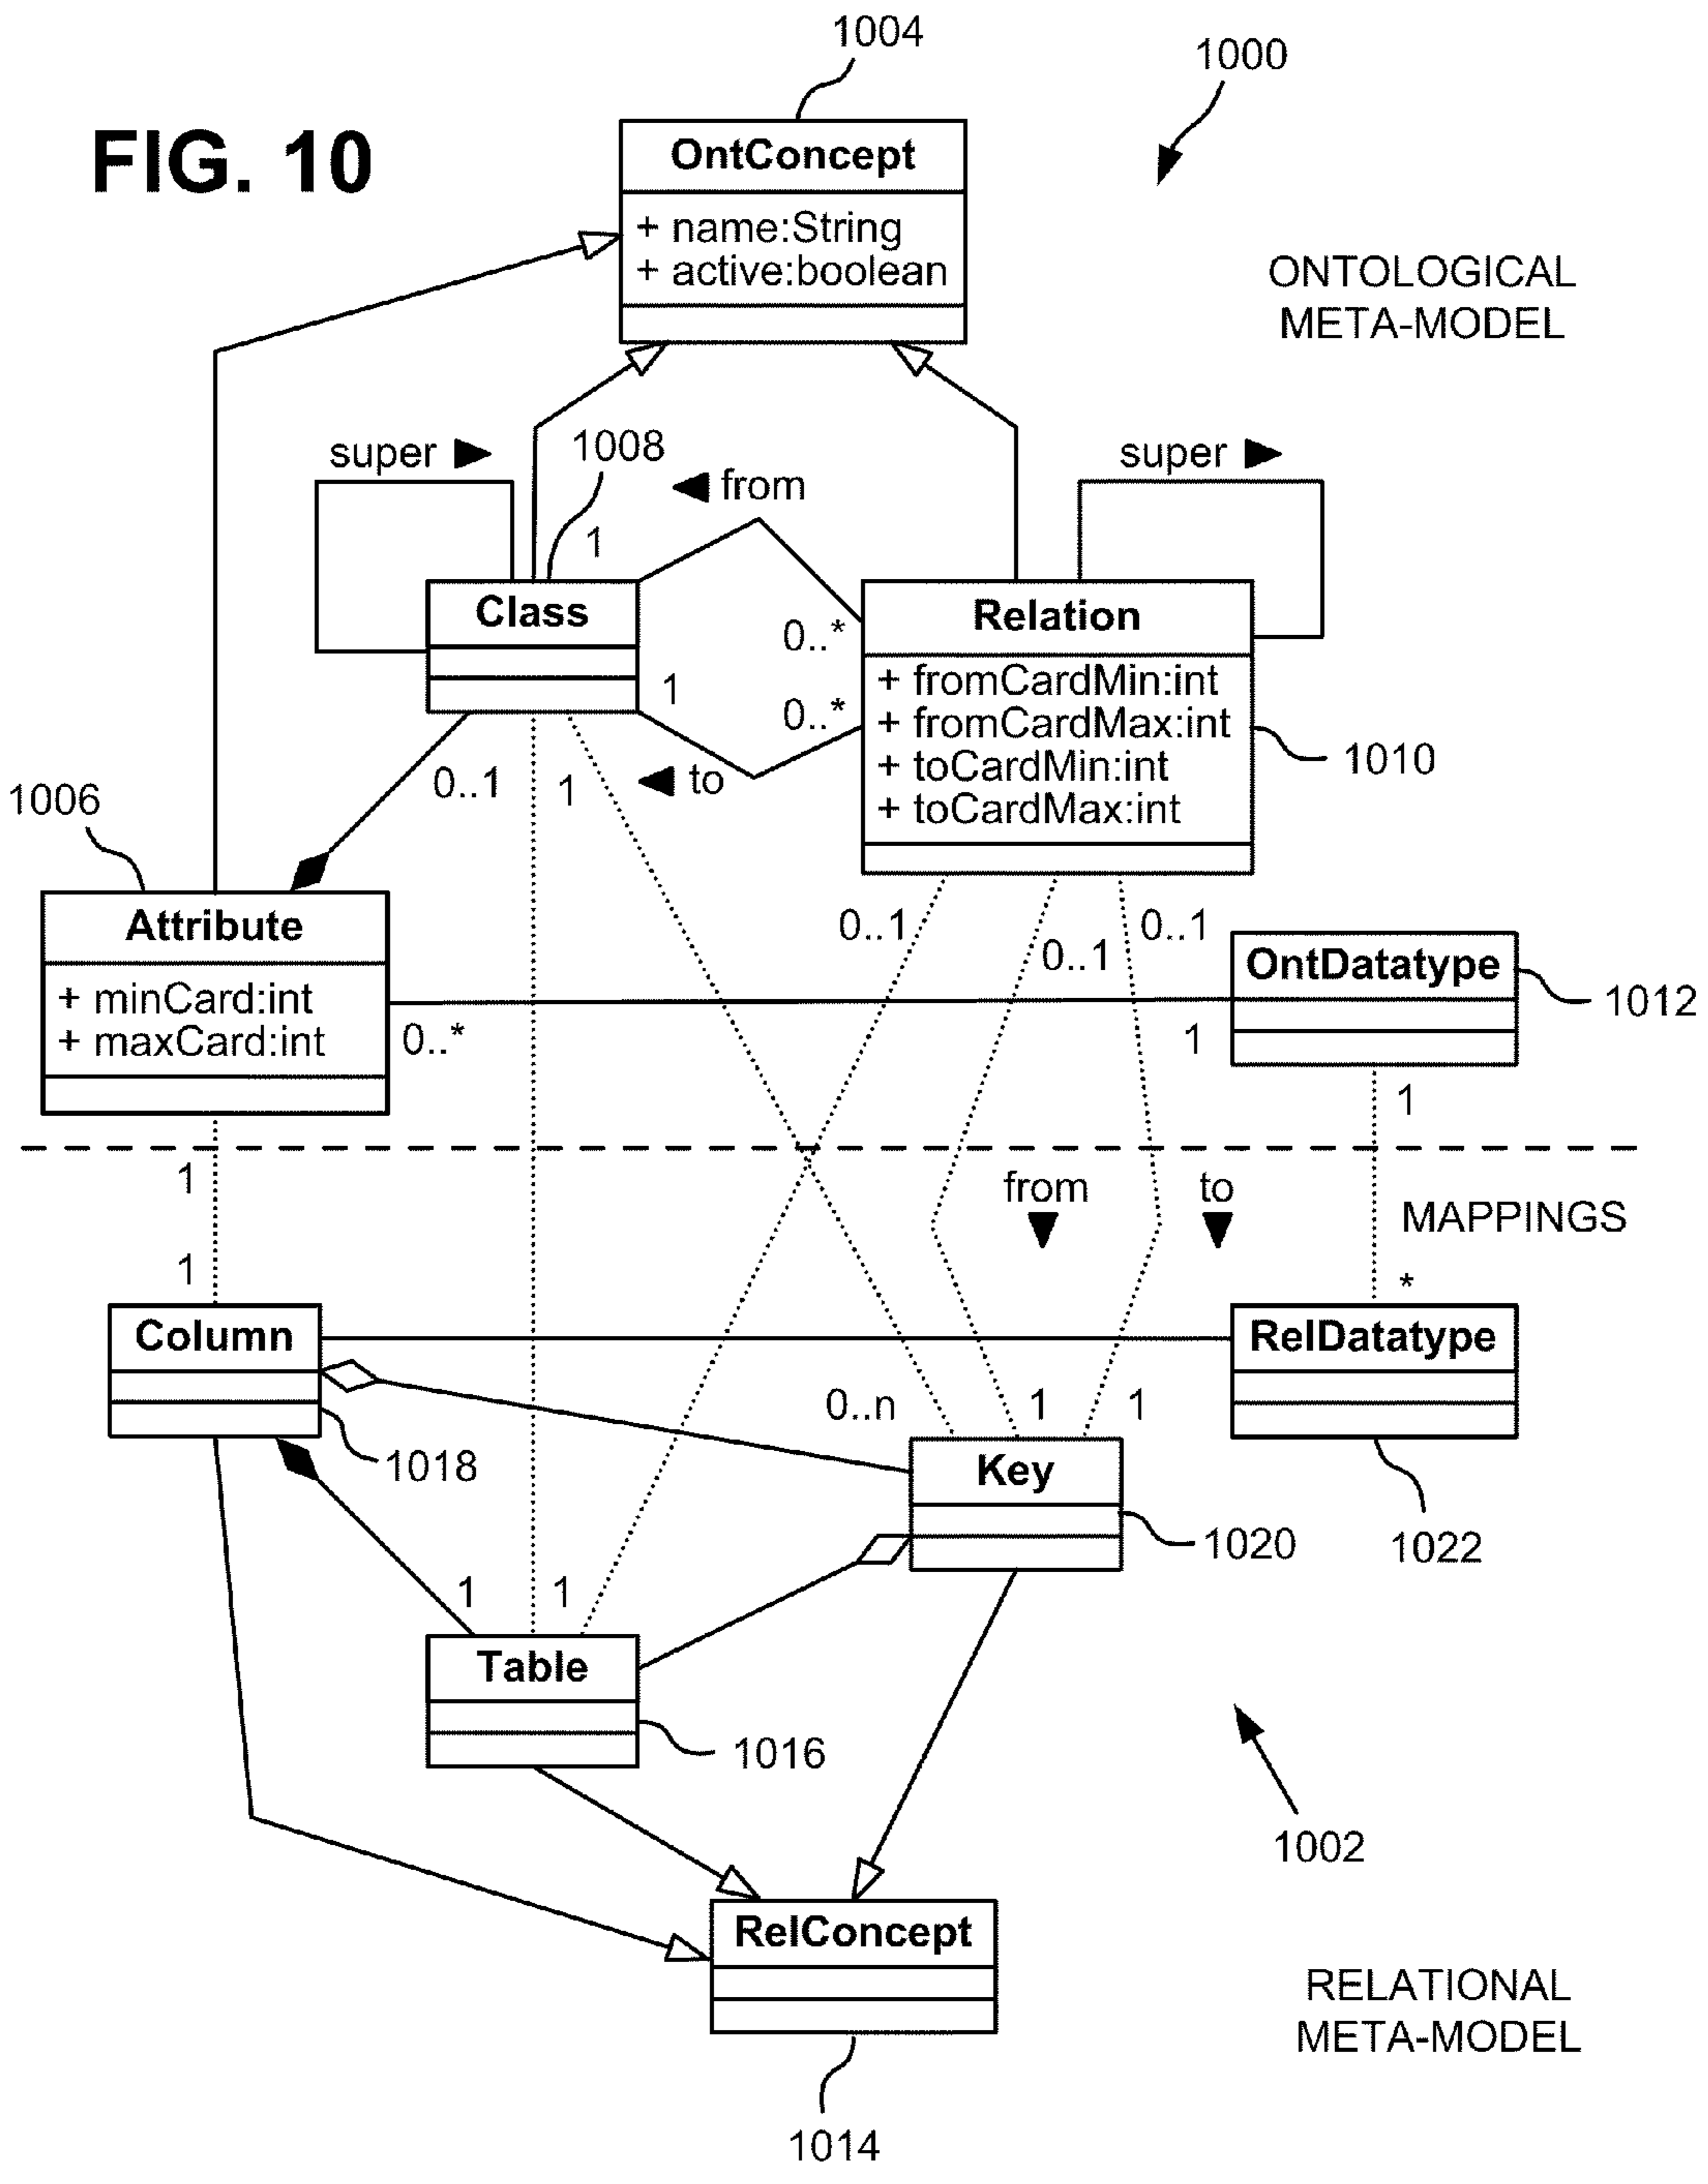 1004
1000
FIG. 10
OntConcept
+ name:String
+ active:boolean
ONTOLOGICAL
META-MODEL
super ►
1008
◄ from
super ►
1
Class
Relation
0..*
+ fromCardMin:int
+ fromCardMax:int
+ toCardMin:int
+ toCardMax:int
1
0..*
1010
0..1
1
◄ to
1006
Attribute
+ minCard:int
+ maxCard:int
0..1
0..1
0..1
OntDatatype
1012
0..*
1
1
1
from
▼
to
▼
MAPPINGS
1
*
Column
RelDatatype
0..n
1
1
1018
Key
1020
1022
1
1
Table
1016
1002
RelConcept
RELATIONAL
META-MODEL
1014